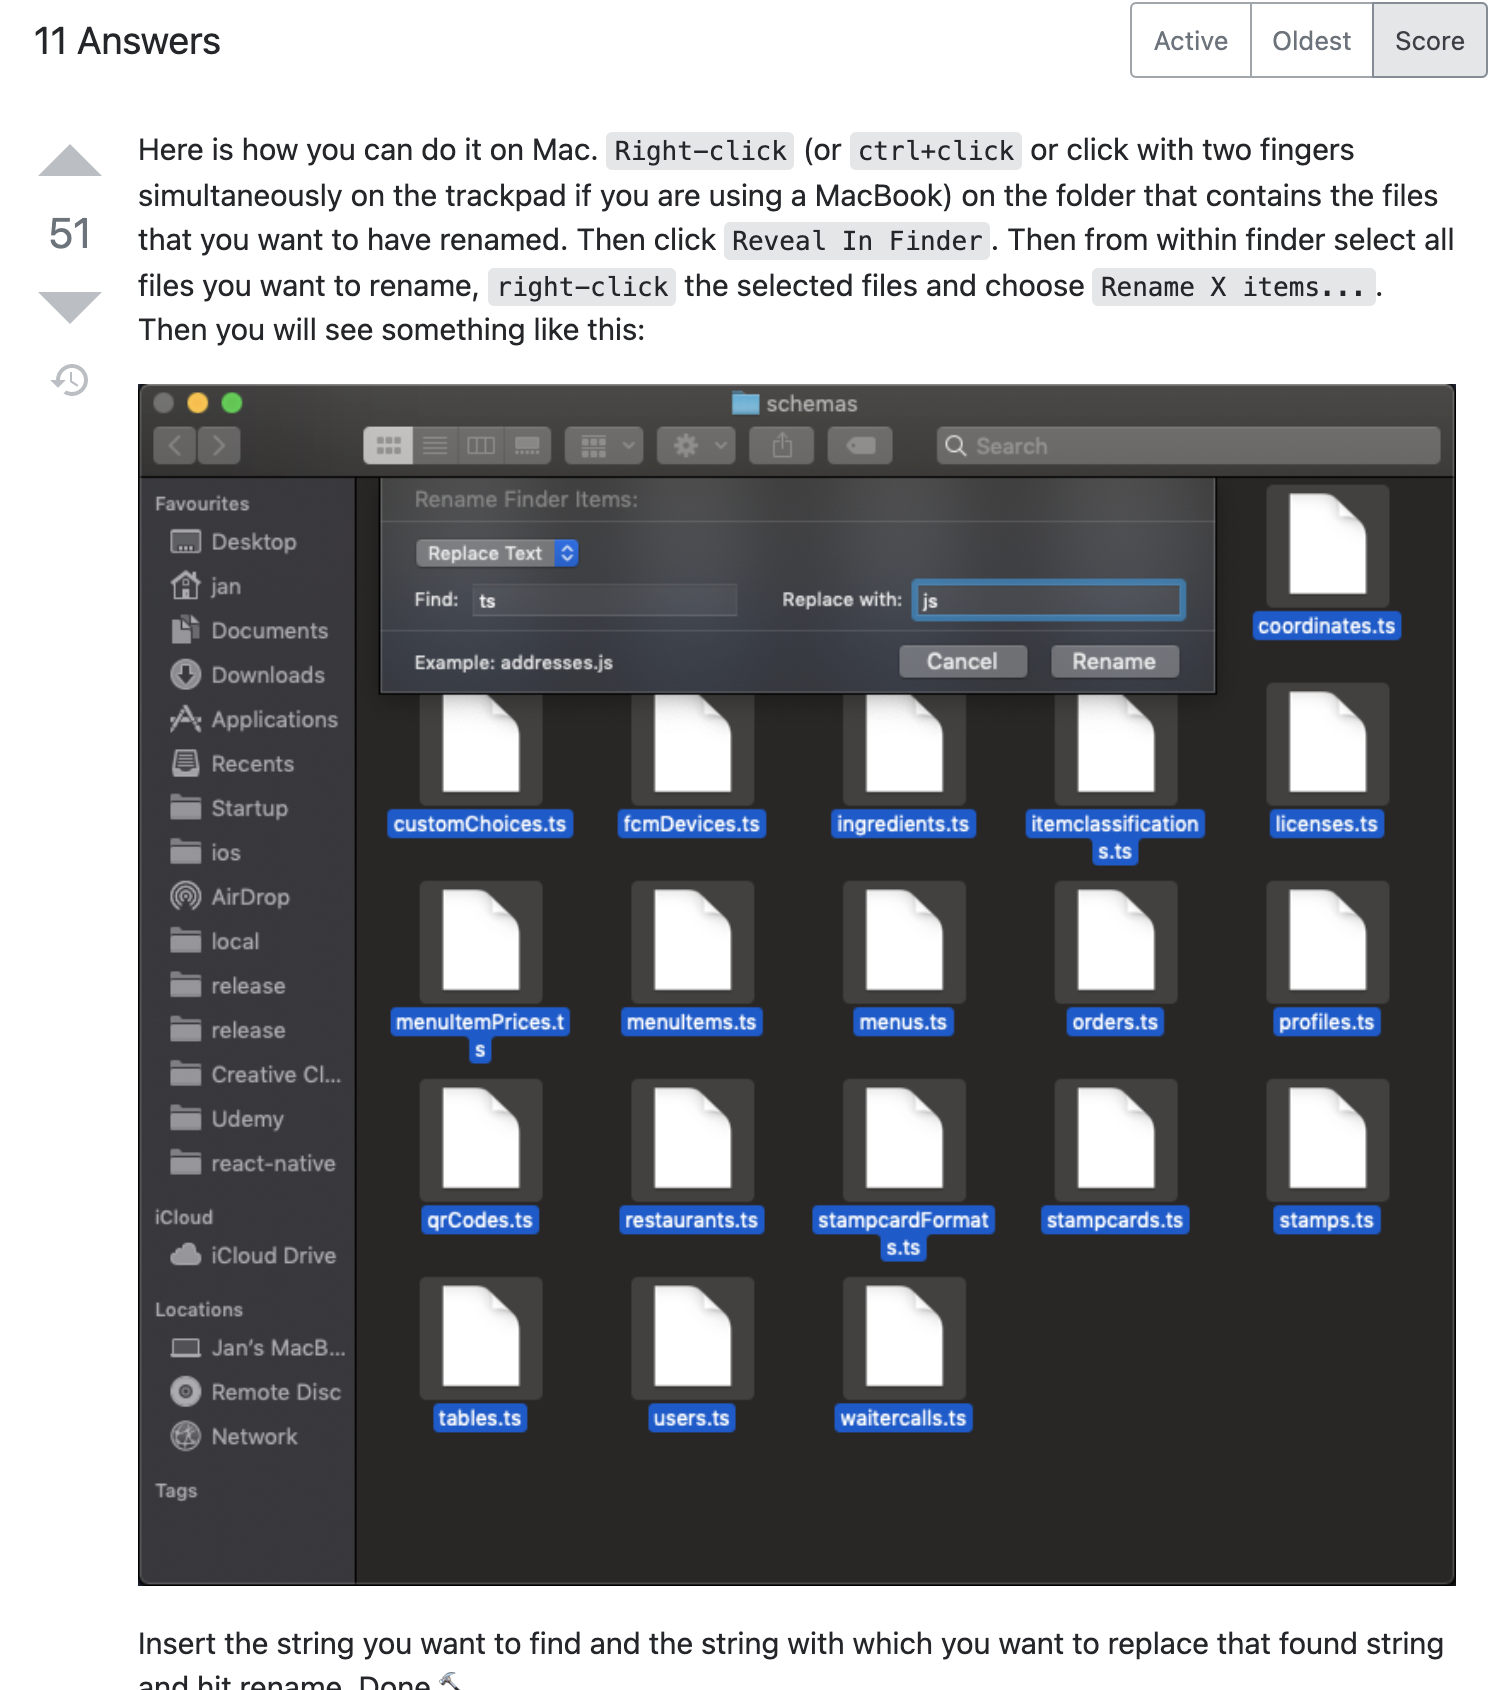 11 Answers
Active
Oldest
Score
Here is how you can do it on Mac. Right-click (or ctrl+click or click with two fingers
51
simultaneously on the trackpad if you are using a MacBook) on the folder that contains the files
that you want to have renamed. Then click Reveal In Finder. Then from within finder select all
files you want to rename, right-click the selected files and choose Rename X items... .
Then you will see something like this:
schemas
Search
Favourites
Desktop
jan
Documents
Downloads
Applications
Recents
Startup
ios
AirDrop
local
release
release
Creative Cl...
Udemy
react-native
iCloud
iCloud Drive
Locations
Jan's MacB...
Remote Disc
Network
Tags
Rename Finder Items:
Replace Text
Find: ts
Replace with: js
Example: addresses.js
Cancel
Rename
coordinates.ts
customChoices.ts
fcmDevices.ts
ingredients.ts
itemclassification
s.ts
licenses.ts
menuItemPrices.t
s
menuItems.ts
menus.ts
orders.ts
profiles.ts
qrCodes.ts
restaurants.ts
stampcardFormat
s.ts
stampcards.ts
stamps.ts
tables.ts
users.ts
waitercalls.ts
Insert the string you want to find and the string with which you want to replace that found string
and hit rename. Done 🔨